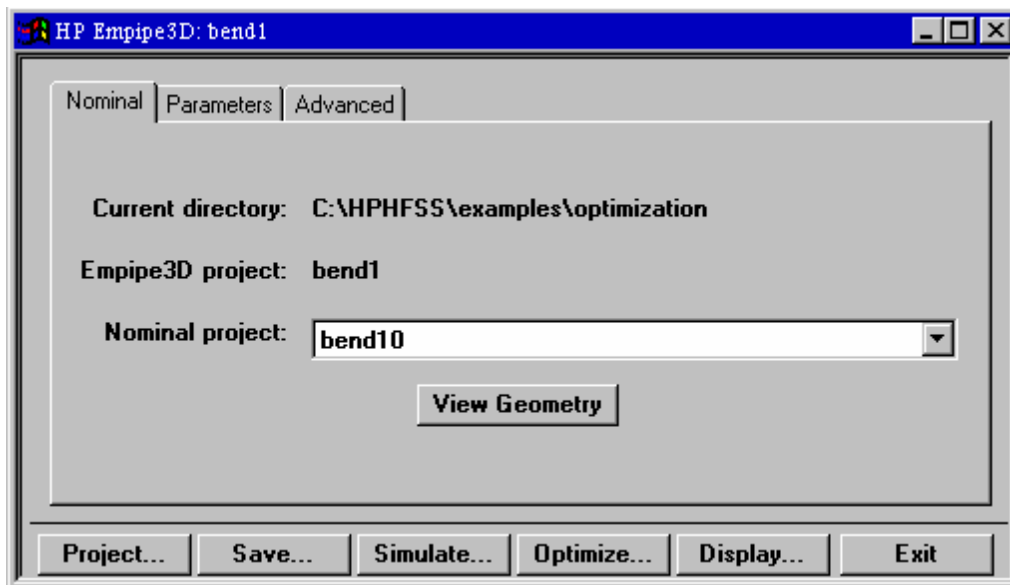 HP Empipe3D: bend1
Nominal Parameters Advanced
Current directory: C:\HPHFSS\examples\optimization
Empipe3D project: bend1
Nominal project: bend10
View Geometry
Project... Save... Simulate... Optimize... Display... Exit